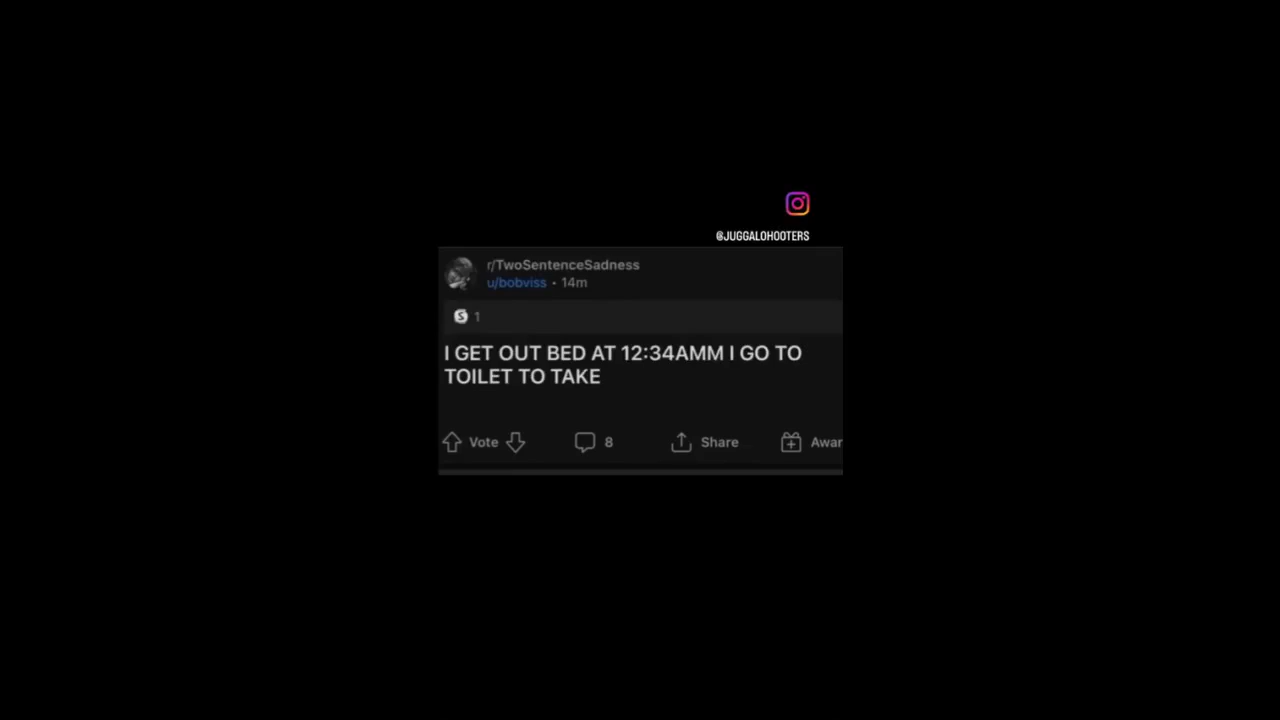 @JUGGALOHOOTERS
r/TwoSentenceSadness
u/bobviss • 14m
S 1
I GET OUT BED AT 12:34AMM I GO TO
TOILET TO TAKE
Vote 8 Share Awar